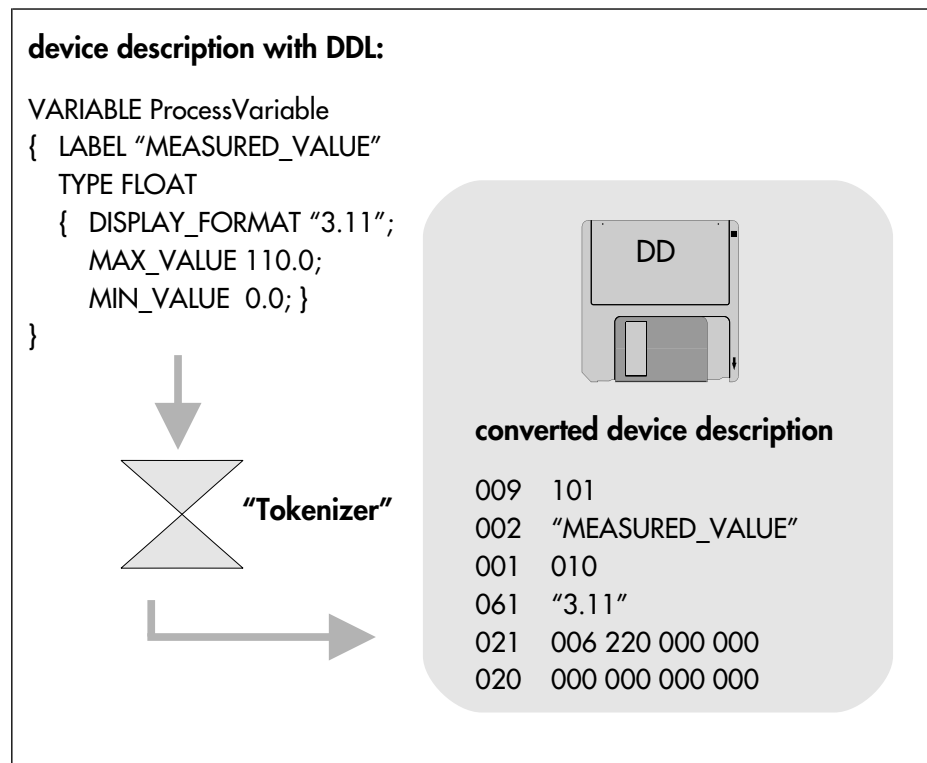 device description with DDL:
VARIABLE ProcessVariable
{ LABEL “MEASURED_VALUE”
TYPE FLOAT
{ DISPLAY_FORMAT “3.11”;
MAX_VALUE 110.0;
MIN_VALUE 0.0; }
}
“Tokenizer”
DD
converted device description
009 101
002 “MEASURED_VALUE”
001 010
061 “3.11”
021 006 220 000 000
020 000 000 000 000